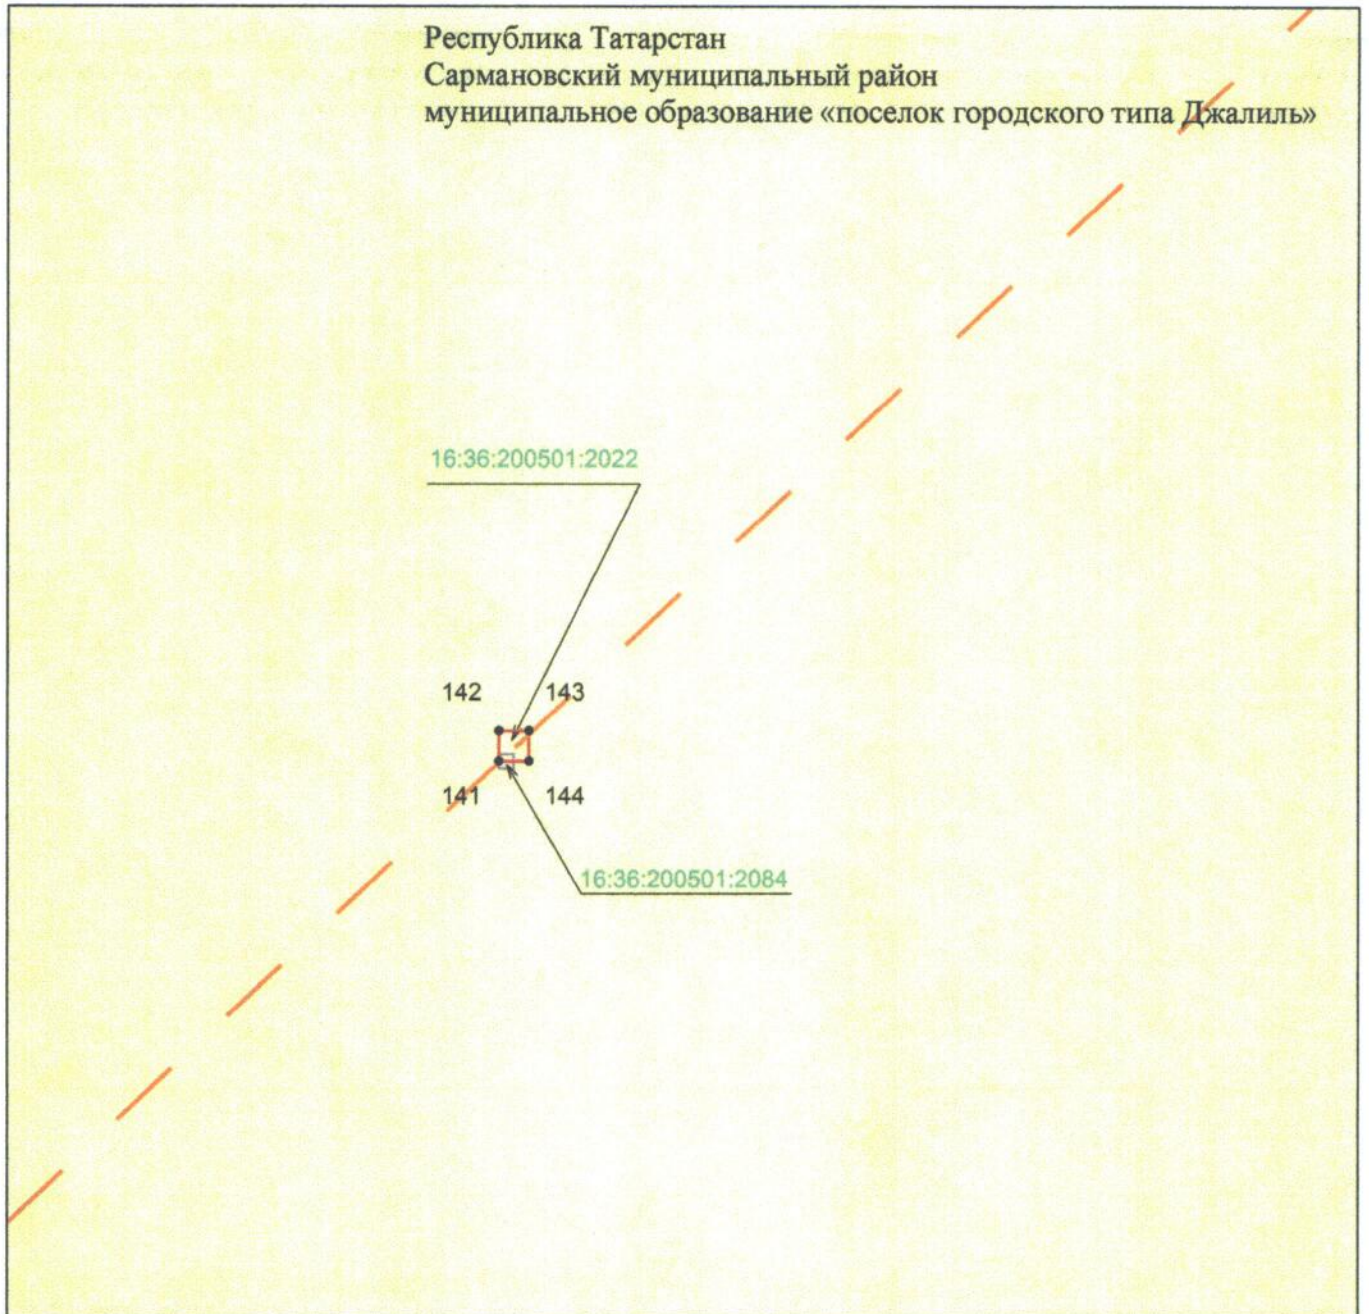 Республика Татарстан
Сармановский муниципальный район
муниципальное образование «поселок городского типа Джалиль»
16:36:200501:2022
142
143
141
144
16:36:200501:2084